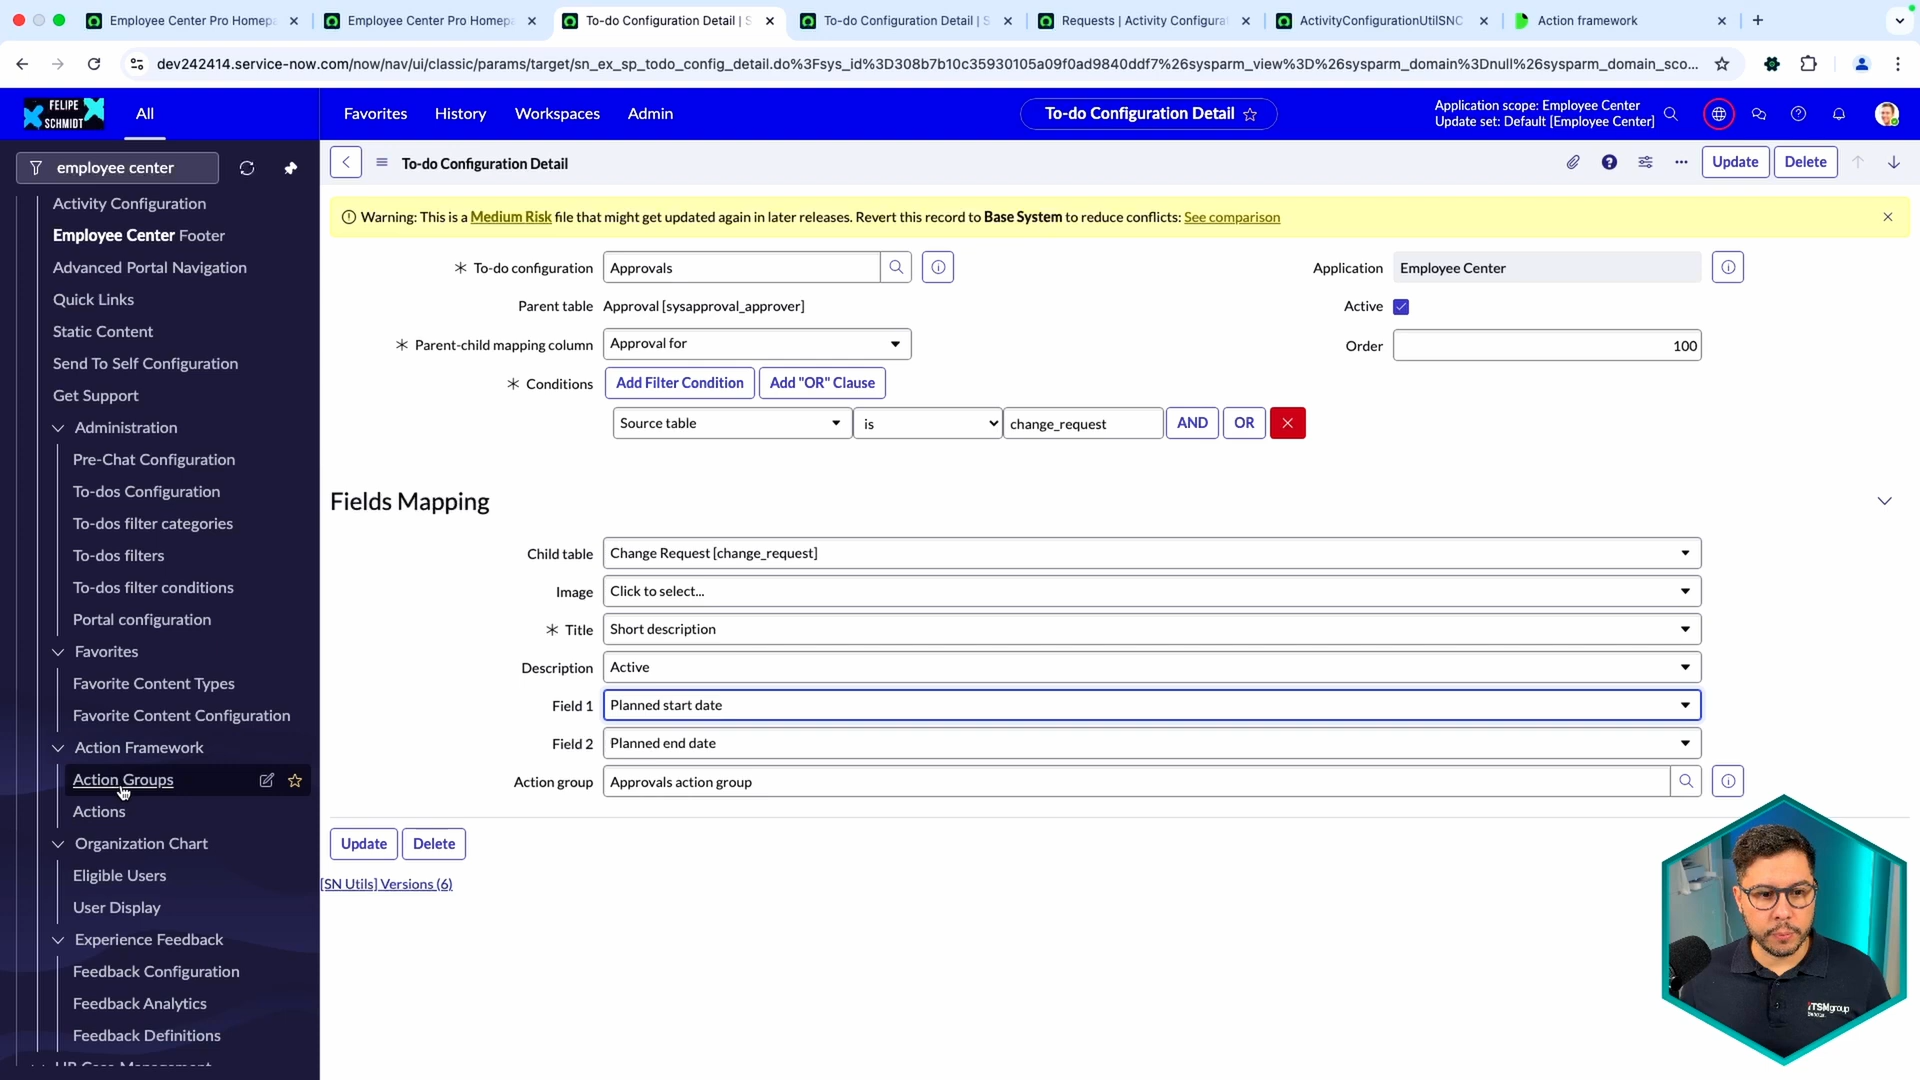 Employee Center Pro Homepa
Employee Center Pro Homepa
To-do Configuration Detail | S
To-do Configuration Detail | S
Requests | Activity Configurat
ActivityConfigurationUtilSNC
Action framework
dev242414.service-now.com/now/nav/ui/classic/params/target/sn_ex_sp_todo_config_detail.do%3Fsys_id%3D308b7b10c35930105a09f0ad9840ddf7%26sysparm_view%3D%26sysparm_domain%3Dnull%26sysparm_domain_sco...
FELIPE
SCHMIDT
All
Favorites
History
Workspaces
Admin
To-do Configuration Detail
Application scope: Employee Center
Update set: Default [Employee Center]
employee center
Activity Configuration
Employee Center Footer
Advanced Portal Navigation
Quick Links
Static Content
Send To Self Configuration
Get Support
Administration
Pre-Chat Configuration
To-dos Configuration
To-dos filter categories
To-dos filters
To-dos filter conditions
Portal configuration
Favorites
Favorite Content Types
Favorite Content Configuration
Action Framework
Action Groups
Actions
Organization Chart
Eligible Users
User Display
Experience Feedback
Feedback Configuration
Feedback Analytics
Feedback Definitions
To-do Configuration Detail
Update
Delete
Warning: This is a Medium Risk file that might get updated again in later releases. Revert this record to Base System to reduce conflicts: See comparison
To-do configuration
Approvals
Application
Employee Center
Parent table
Approval [sysapproval_approver]
Active
Parent-child mapping column
Approval for
Order
100
Conditions
Add Filter Condition
Add "OR" Clause
Source table
is
change_request
AND
OR
Fields Mapping
Child table
Change Request [change_request]
Image
Click to select...
Title
Short description
Description
Active
Field 1
Planned start date
Field 2
Planned end date
Action group
Approvals action group
Update
Delete
[SN Utils] Versions (6)
iTSMgroup